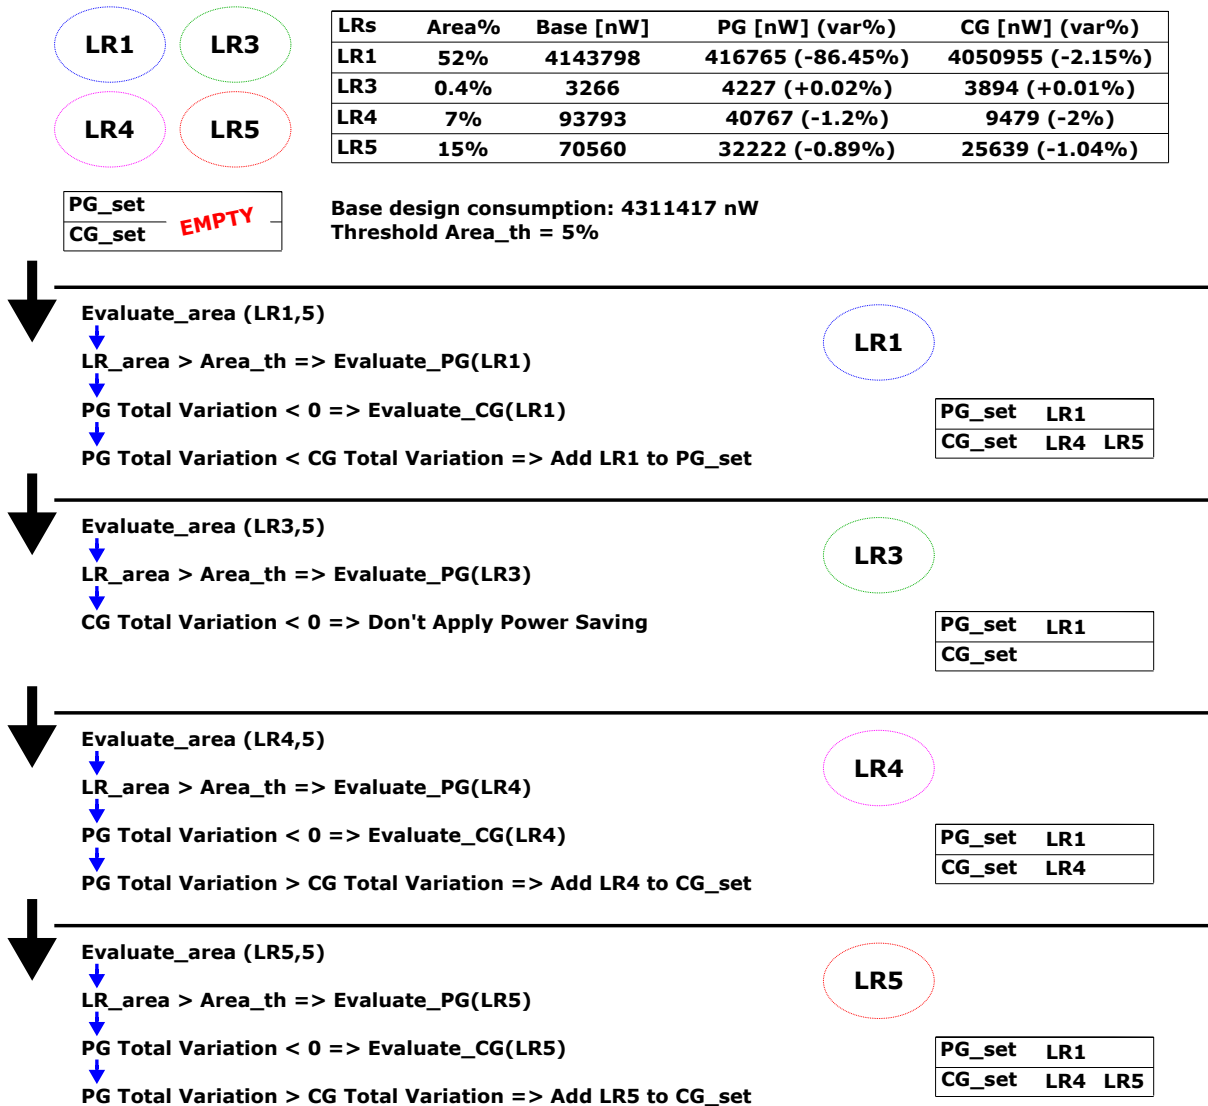 LR1 LR3
LR4 LR5
LRs Area% Base [nW] PG [nW] (var%) CG [nW] (var%)
LR1 52% 4143798 416765 (-86.45%) 4050955 (-2.15%)
LR3 0.4% 3266 4227 (+0.02%) 3894 (+0.01%)
LR4 7% 93793 40767 (-1.2%) 9479 (-2%)
LR5 15% 70560 32222 (-0.89%) 25639 (-1.04%)
PG_set
CG_set
EMPTY
Base design consumption: 4311417 nW
Threshold Area_th = 5%
Evaluate_area (LR1,5)
LR_area > Area_th => Evaluate_PG(LR1)
PG Total Variation < 0 => Evaluate_CG(LR1)
PG Total Variation < CG Total Variation => Add LR1 to PG_set
LR1
PG_set LR1
CG_set LR4 LR5
Evaluate_area (LR3,5)
LR_area > Area_th => Evaluate_PG(LR3)
CG Total Variation < 0 => Don't Apply Power Saving
LR3
PG_set LR1
CG_set
Evaluate_area (LR4,5)
LR_area > Area_th => Evaluate_PG(LR4)
PG Total Variation < 0 => Evaluate_CG(LR4)
PG Total Variation > CG Total Variation => Add LR4 to CG_set
LR4
PG_set LR1
CG_set LR4
Evaluate_area (LR5,5)
LR_area > Area_th => Evaluate_PG(LR5)
PG Total Variation < 0 => Evaluate_CG(LR5)
PG Total Variation > CG Total Variation => Add LR5 to CG_set
LR5
PG_set LR1
CG_set LR4 LR5